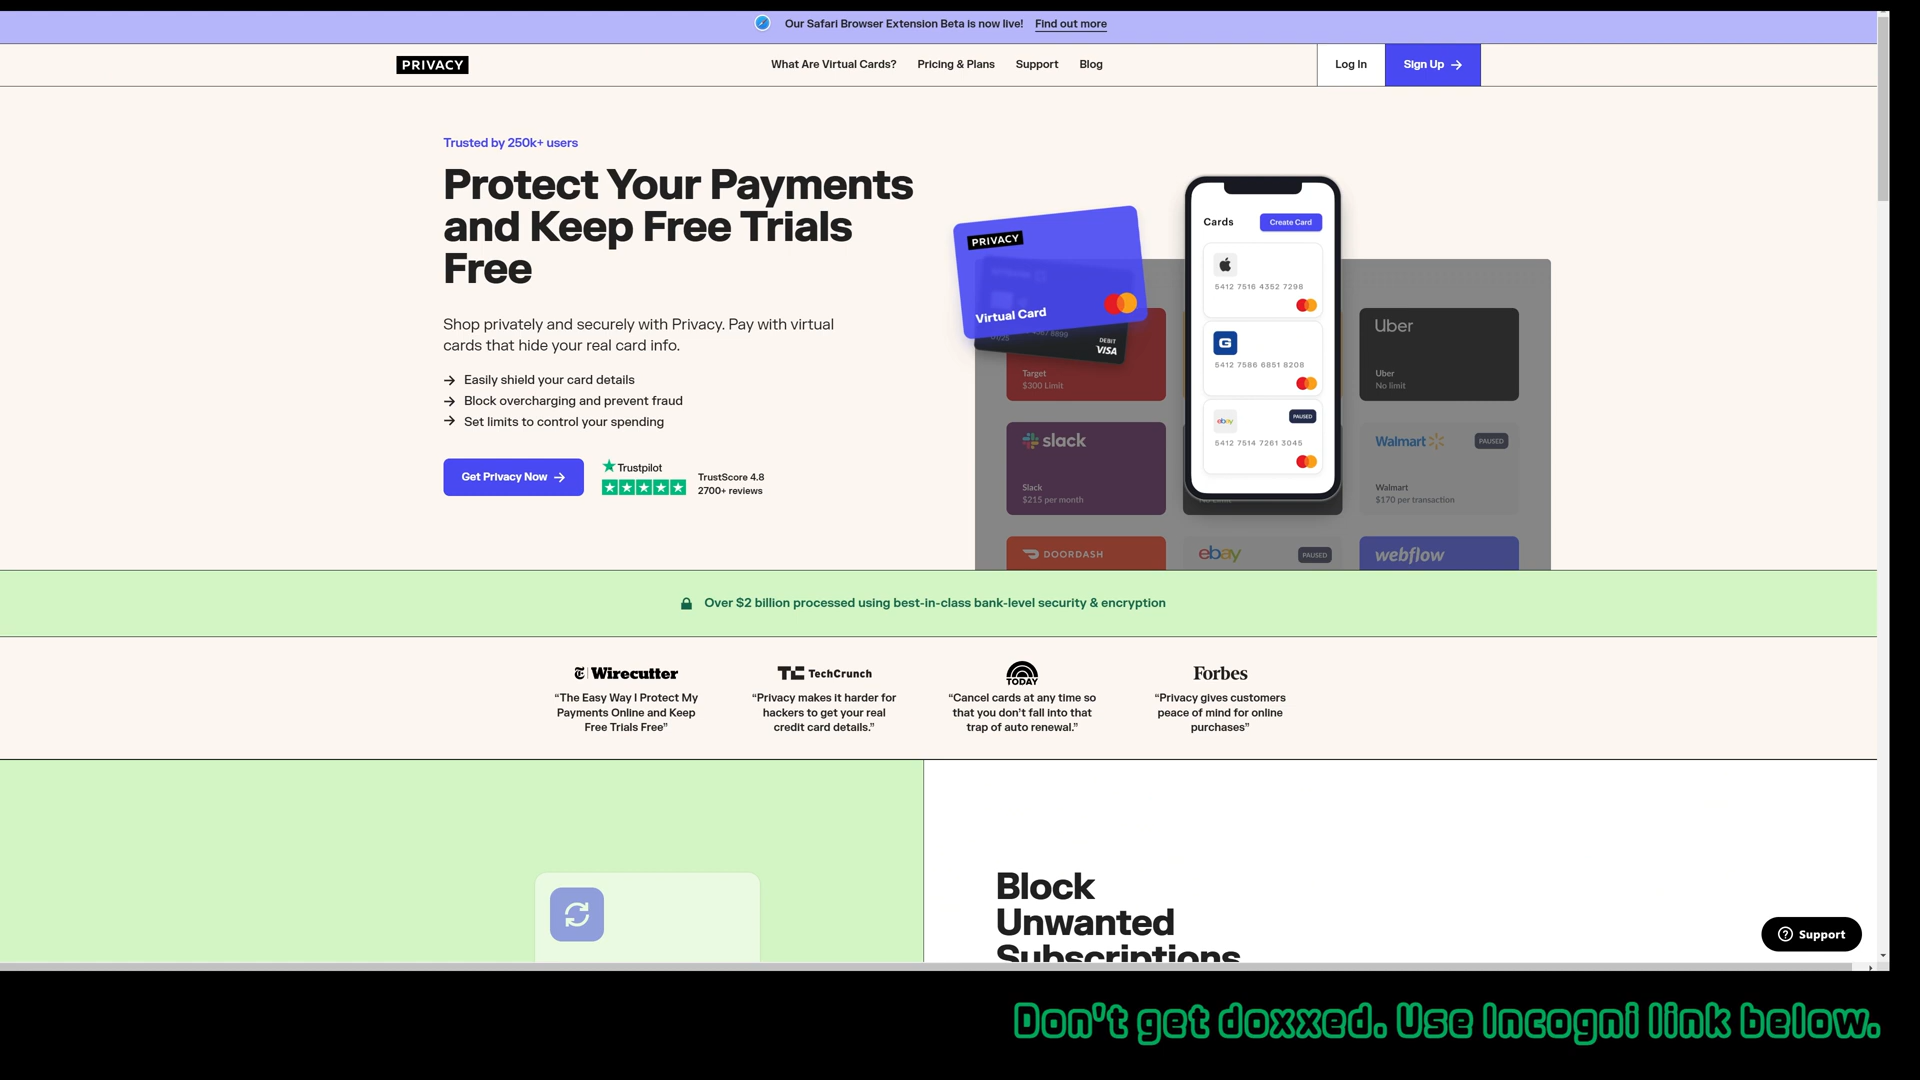 Our Safari Browser Extension Beta is now live! Find out more
PRIVACY
What Are Virtual Cards? Pricing & Plans Support Blog
Log In
Sign Up
Trusted by 250k+ users
Protect Your Payments
and Keep Free Trials
Free
Shop privately and securely with Privacy. Pay with virtual
cards that hide your real card info.
Easily shield your card details
Block overcharging and prevent fraud
Set limits to control your spending
Get Privacy Now
Trustpilot
TrustScore 4.8
2700+ reviews
PRIVACY
Virtual Card
DEBIT
VISA
Cards
Create Card
5412 7516 4352 7298
G
5412 7586 6851 8208
ebay
PAUSED
5412 7514 7261 3045
Target
$300 Limit
Uber
Uber
No limit
slack
Slack
$215 per month
Walmart
PAUSED
Walmart
$170 per transaction
DOORDASH
ebay
PAUSED
webflow
Over $2 billion processed using best-in-class bank-level security & encryption
Wirecutter
“The Easy Way I Protect My
Payments Online and Keep
Free Trials Free”
TechCrunch
“Privacy makes it harder for
hackers to get your real
credit card details.”
TODAY
“Cancel cards at any time so
that you don’t fall into that
trap of auto renewal.”
Forbes
“Privacy gives customers
peace of mind for online
purchases”
Block
Unwanted
Subscriptions
Support
Don't get doxxed. Use Incogni link below.